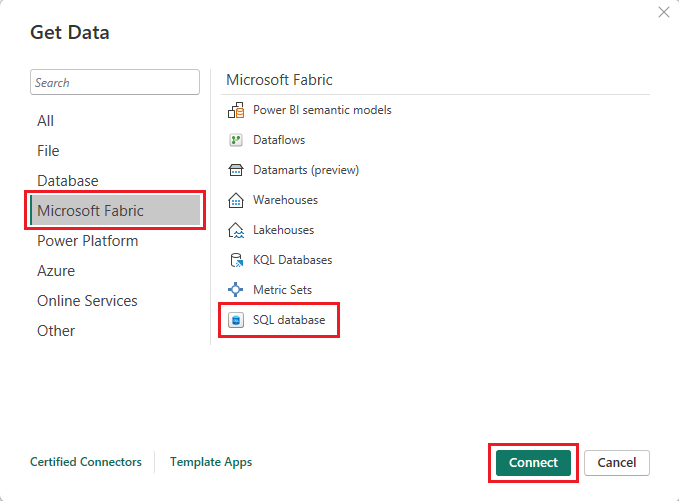 Get Data
Search
All
File
Database
Microsoft Fabric
Power Platform
Azure
Online Services
Other
Microsoft Fabric
Power BI semantic models
Dataflows
Datamarts (preview)
Warehouses
Lakehouses
KQL Databases
Metric Sets
SQL database
Certified Connectors
Template Apps
Connect
Cancel